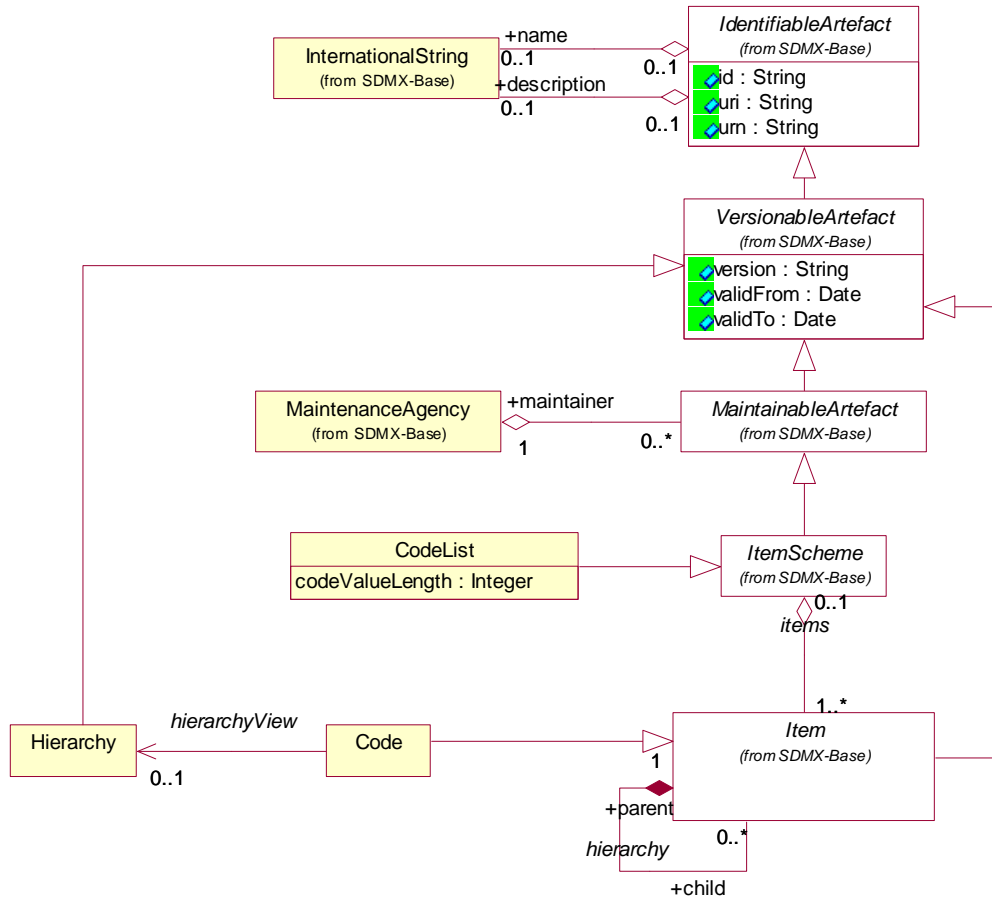 IdentifiableArtefact
(from SDMX-Base)
id : String
uri : String
urn : String
+name
0..1
0..1
InternationalString
(from SDMX-Base)
+description
0..1
0..1
VersionableArtefact
(from SDMX-Base)
version : String
validFrom : Date
validTo : Date
MaintenanceAgency
(from SDMX-Base)
+maintainer
1
0..*
MaintainableArtefact
(from SDMX-Base)
CodeList
codeValueLength : Integer
ItemScheme
(from SDMX-Base)
0..1
items
1..*
Hierarchy
hierarchyView
0..1
Code
Item
(from SDMX-Base)
1
+parent
0..*
hierarchy
+child